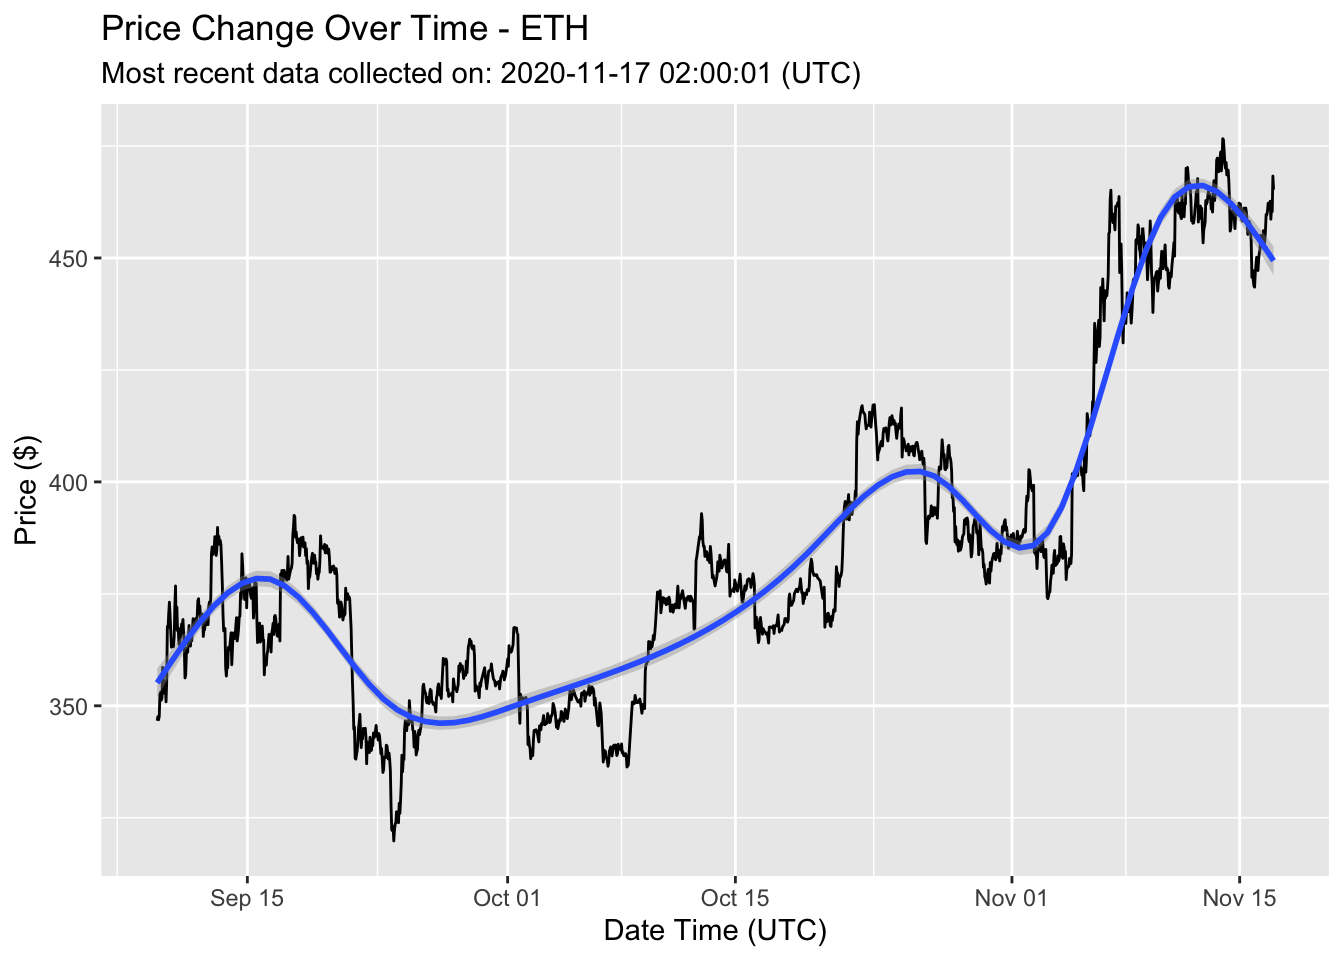 Price Change Over Time - ETH
Most recent data collected on: 2020-11-17 02:00:01 (UTC)
Price ($)
450
400
350
Sep 15
Oct 01
Oct 15
Nov 01
Nov 15
Date Time (UTC)